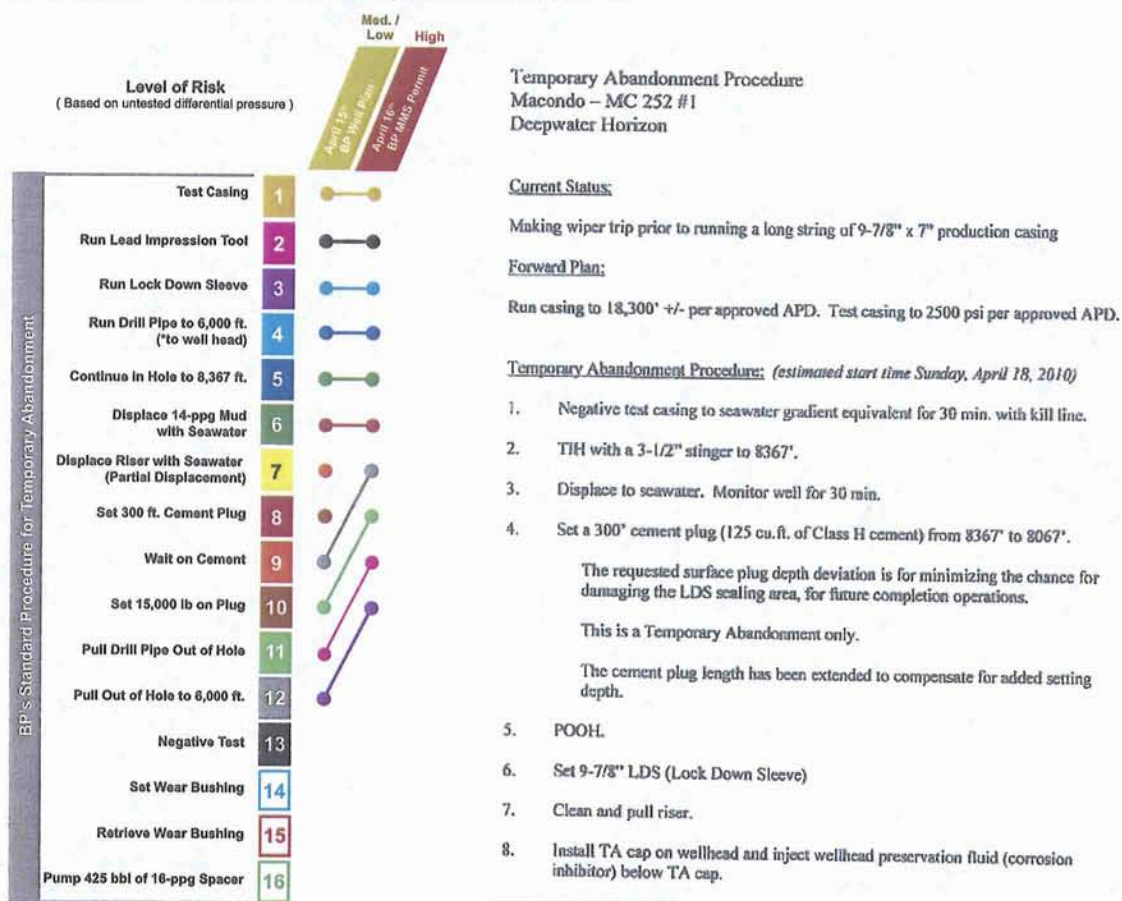 Med. /
Low
High
April 15th
BP Well Plan
April 16th
BP MMS Permit
Level of Risk
( Based on untested differential pressure )
BP's Standard Procedure for Temporary Abandonment
Test Casing 1
Run Lead Impression Tool 2
Run Lock Down Sleeve 3
Run Drill Pipe to 6,000 ft.
(*to well head) 4
Continue in Hole to 8,367 ft. 5
Displace 14-ppg Mud
with Seawater 6
Displace Riser with Seawater
(Partial Displacement) 7
Set 300 ft. Cement Plug 8
Wait on Cement 9
Set 15,000 lb on Plug 10
Pull Drill Pipe Out of Hole 11
Pull Out of Hole to 6,000 ft. 12
Negative Test 13
Set Wear Bushing 14
Retrieve Wear Bushing 15
Pump 425 bbl of 16-ppg Spacer 16
Temporary Abandonment Procedure
Macondo – MC 252 #1
Deepwater Horizon
Current Status:
Making wiper trip prior to running a long string of 9-7/8" x 7" production casing
Forward Plan:
Run casing to 18,300' +/- per approved APD. Test casing to 2500 psi per approved APD.
Temporary Abandonment Procedure: (estimated start time Sunday, April 18, 2010)
1. Negative test casing to seawater gradient equivalent for 30 min. with kill line.
2. TIH with a 3-1/2" stinger to 8367'.
3. Displace to seawater. Monitor well for 30 min.
4. Set a 300' cement plug (125 cu.ft. of Class H cement) from 8367' to 8067'.
The requested surface plug depth deviation is for minimizing the chance for
damaging the LDS sealing area, for future completion operations.
This is a Temporary Abandonment only.
The cement plug length has been extended to compensate for added setting
depth.
5. POOH.
6. Set 9-7/8" LDS (Lock Down Sleeve)
7. Clean and pull riser.
8. Install TA cap on wellhead and inject wellhead preservation fluid (corrosion
inhibitor) below TA cap.